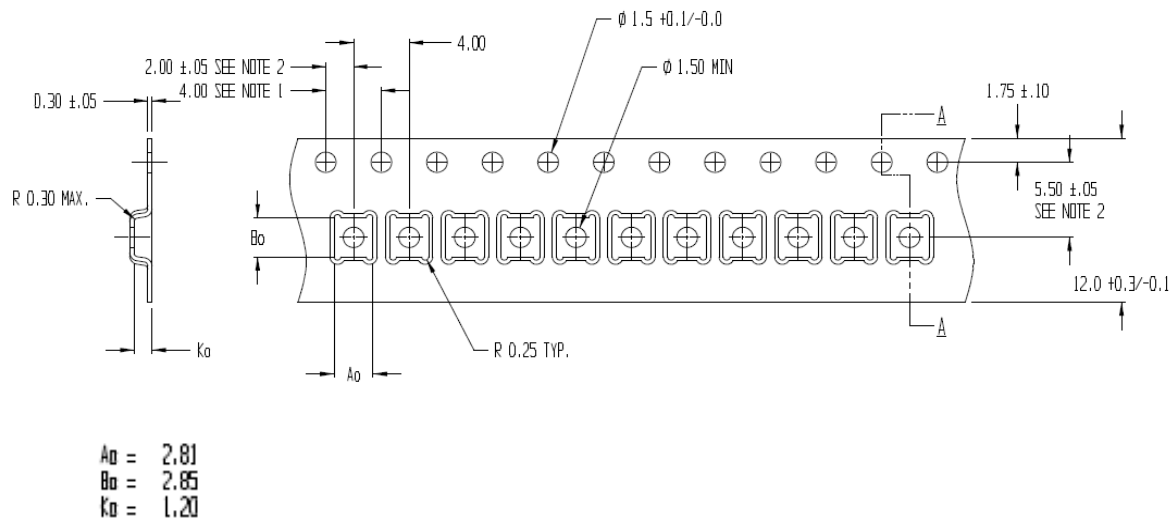 Ø 1.5 +0.1/-0.0
4.00
2.00 ±.05 SEE NOTE 2
Ø 1.50 MIN
4.00 SEE NOTE 1
1.75 ±.10
0.30 ±.05
A
R 0.30 MAX.
5.50 ±.05
SEE NOTE 2
Bo
12.0 +0.3/-0.1
A
Ko
R 0.25 TYP.
Ao
Ao = 2.81
Bo = 2.85
Ko = 1.20